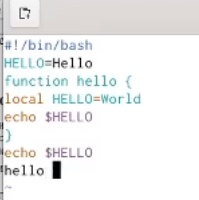 #!/bin/bash
HELLO=Hello
function hello {
local HELLO=World
echo $HELLO
}
echo $HELLO
hello
~